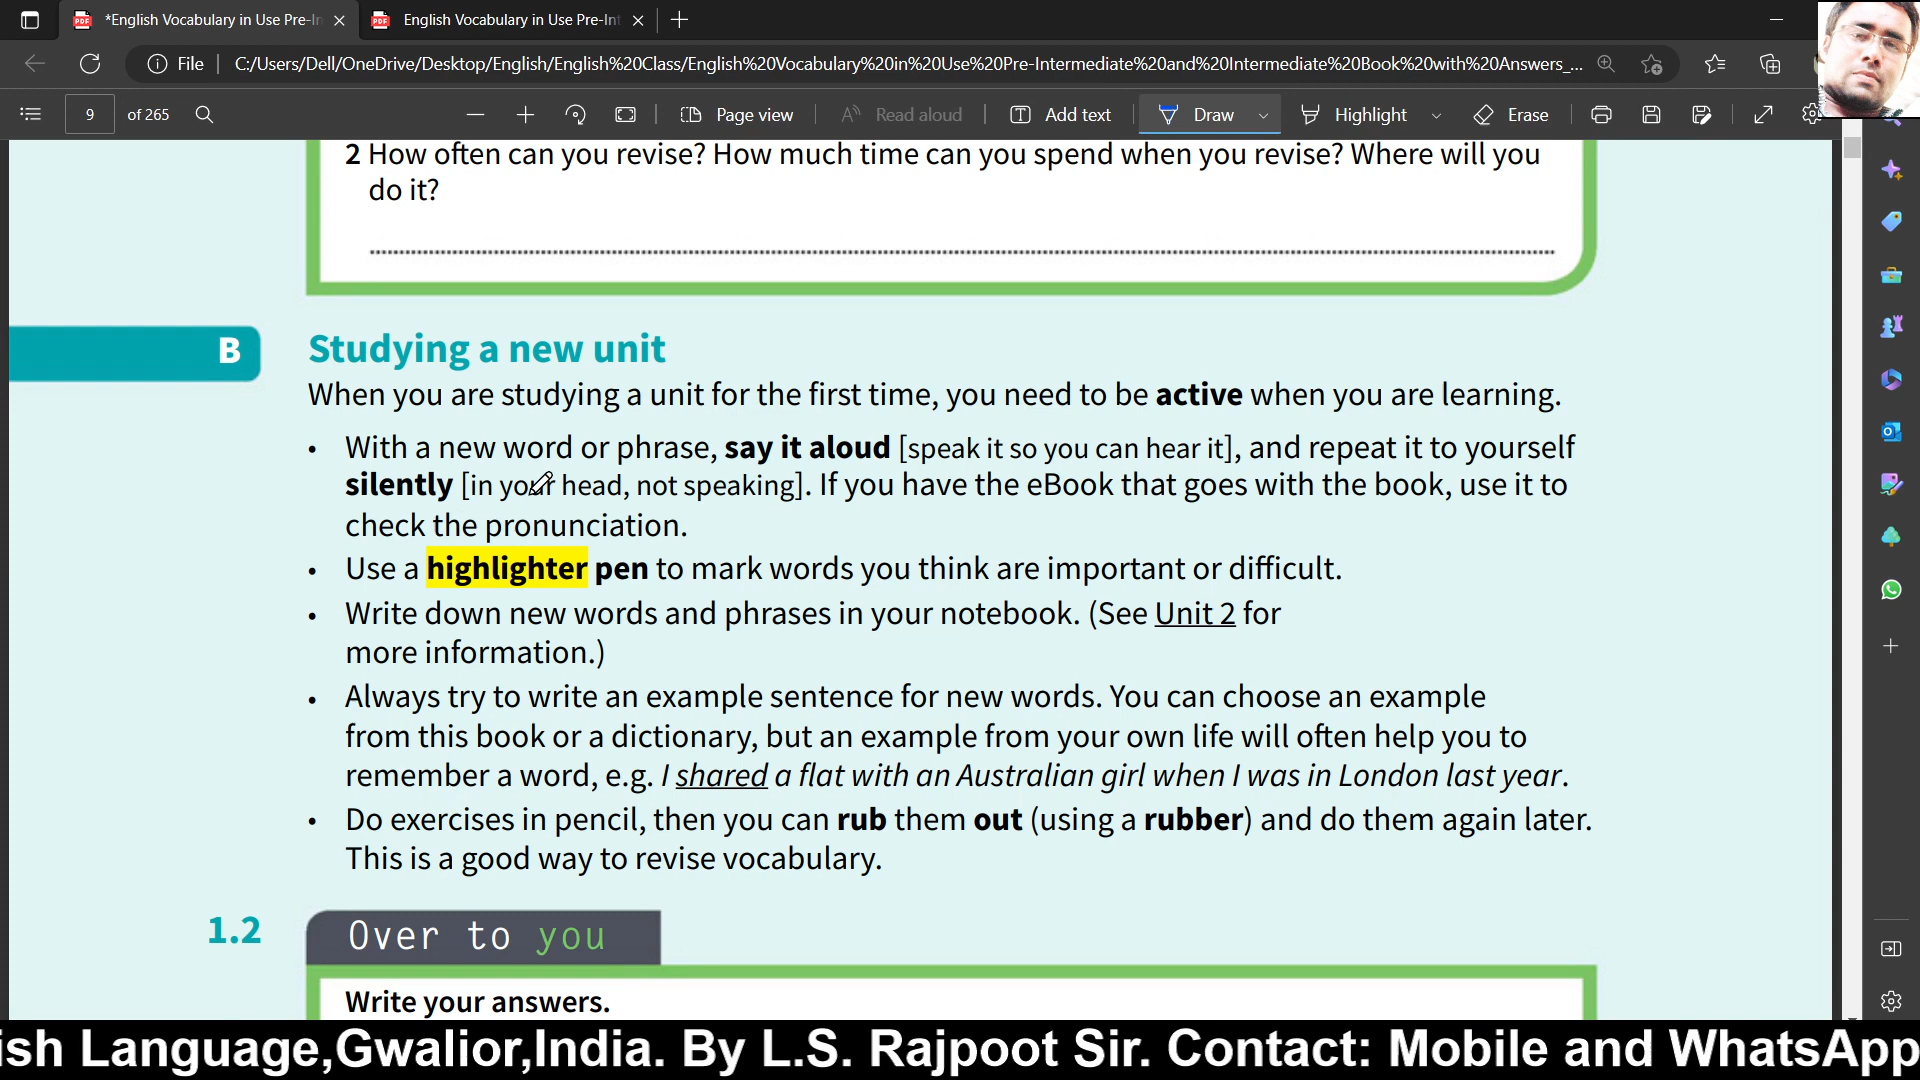 *English Vocabulary in Use Pre-In
English Vocabulary in Use Pre-Int
File
C:/Users/Dell/OneDrive/Desktop/English/English%20Class/English%20Vocabulary%20in%20Use%20Pre-Intermediate%20and%20Intermediate%20Book%20with%20Answers_...
9 of 265
Page view
Read aloud
Add text
Draw
Highlight
Erase
2 How often can you revise? How much time can you spend when you revise? Where will you
do it?
B
Studying a new unit
When you are studying a unit for the first time, you need to be active when you are learning.
• With a new word or phrase, say it aloud [speak it so you can hear it], and repeat it to yourself
silently [in your head, not speaking]. If you have the eBook that goes with the book, use it to
check the pronunciation.
• Use a highlighter pen to mark words you think are important or difficult.
• Write down new words and phrases in your notebook. (See Unit 2 for
more information.)
• Always try to write an example sentence for new words. You can choose an example
from this book or a dictionary, but an example from your own life will often help you to
remember a word, e.g. I shared a flat with an Australian girl when I was in London last year.
• Do exercises in pencil, then you can rub them out (using a rubber) and do them again later.
This is a good way to revise vocabulary.
1.2
Over to you
Write your answers.
ish Language,Gwalior,India. By L.S. Rajpoot Sir. Contact: Mobile and WhatsApp